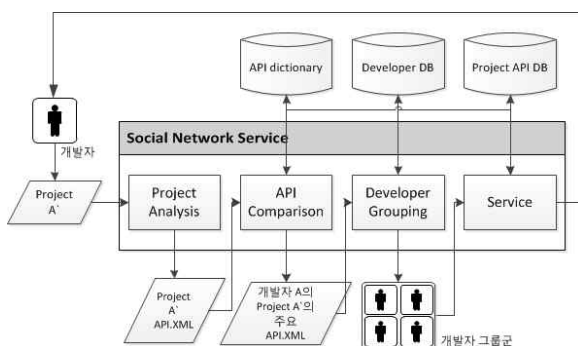 API dictionary
Developer DB
Project API DB
개발자
Social Network Service
Project
A`
Project
Analysis
API
Comparison
Developer
Grouping
Service
Project
A`
API.XML
개발자 A의
Project A`의
주요
API.XML
개발자 그룹군